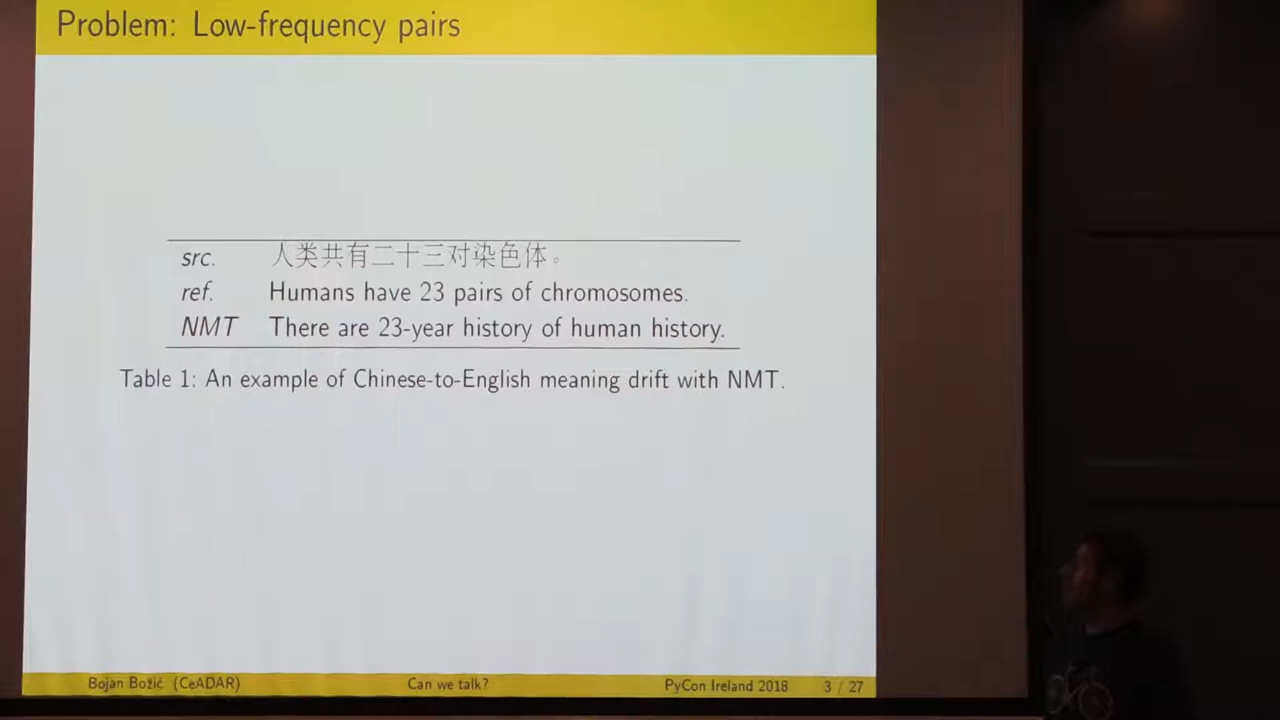 Problem: Low-frequency pairs
src. 人类共有二十三对染色体。
ref. Humans have 23 pairs of chromosomes.
NMT There are 23-year history of human history.
Table 1: An example of Chinese-to-English meaning drift with NMT.
Bojan Božić (CeADAR) Can we talk? PyCon Ireland 2018 3 / 27